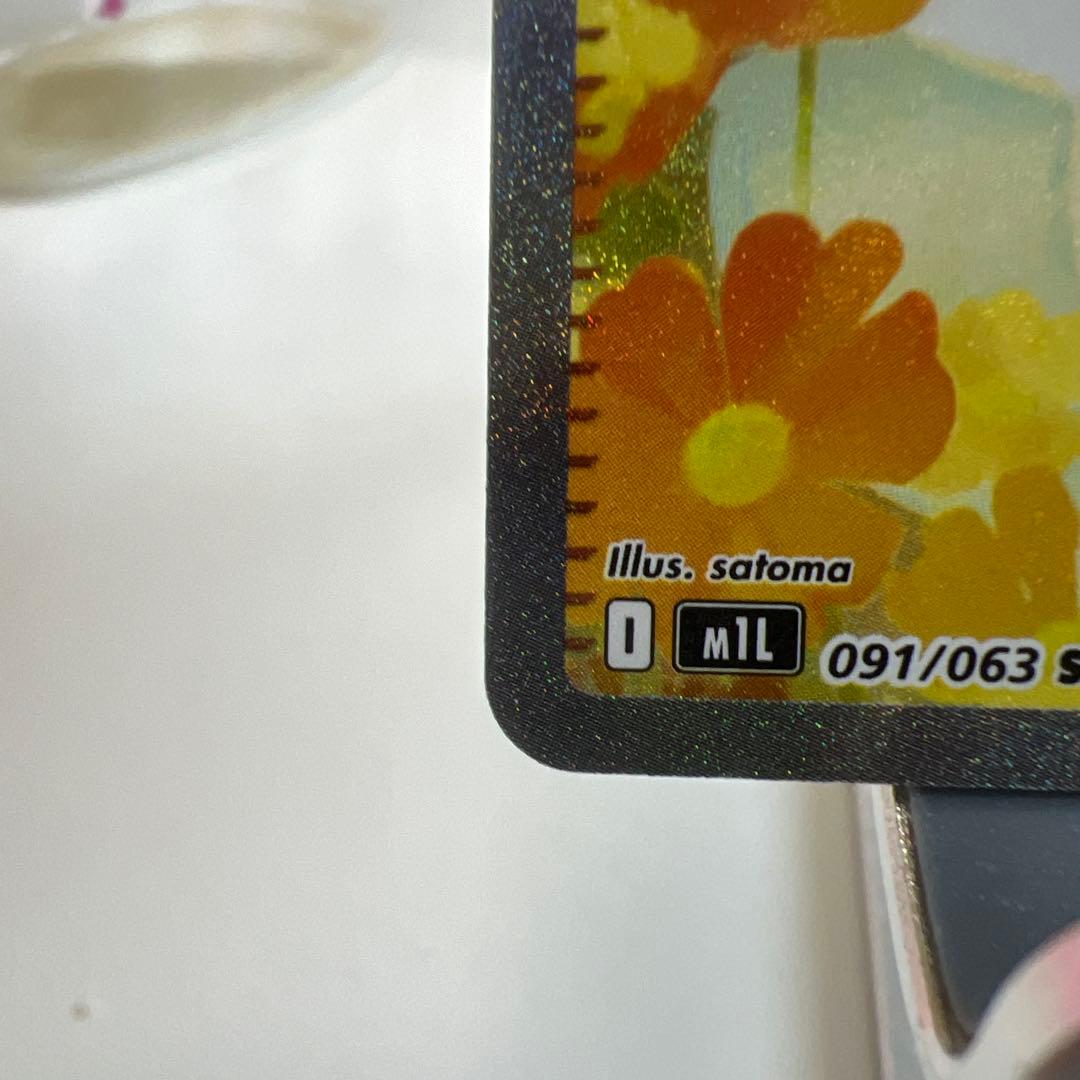 Illus. satoma
I M1L 091/063 S